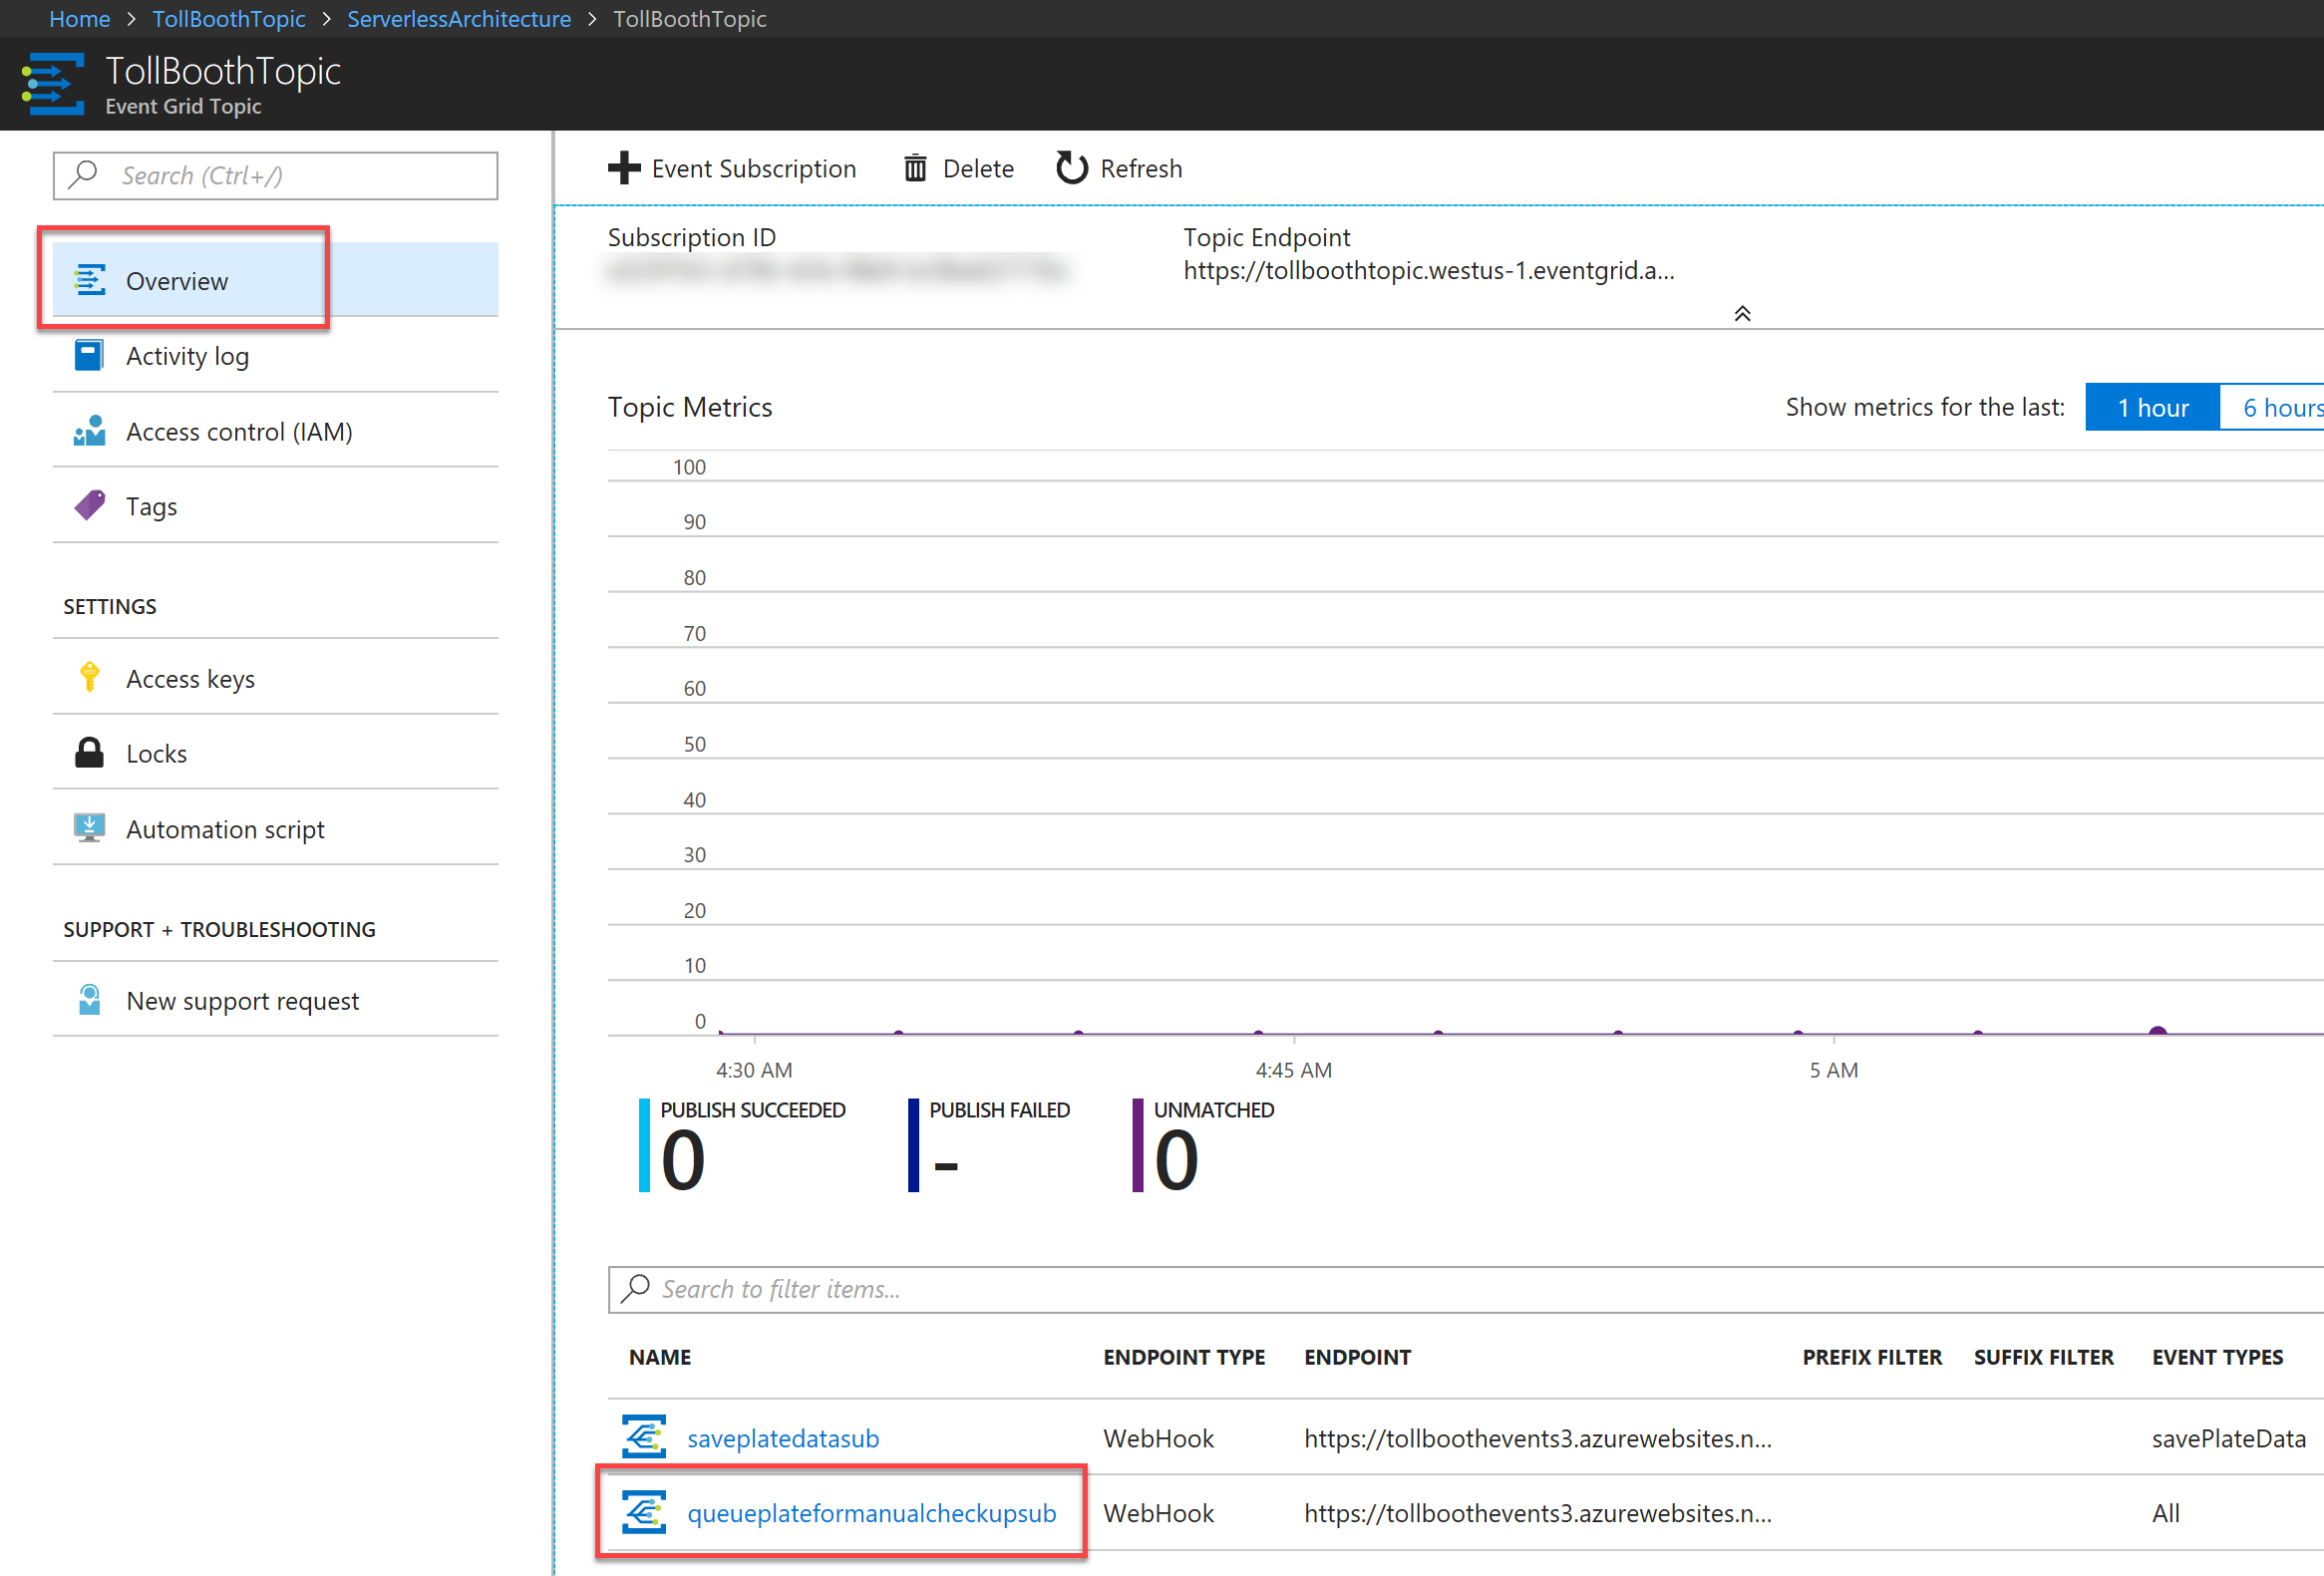 Home > TollBoothTopic > ServerlessArchitecture > TollBoothTopic
TollBoothTopic
Event Grid Topic
Search (Ctrl+/)
Overview
Activity log
Access control (IAM)
Tags
SETTINGS
Access keys
Locks
Automation script
SUPPORT + TROUBLESHOOTING
New support request
Event Subscription Delete Refresh
Subscription ID
Topic Endpoint
https://tollboothtopic.westus-1.eventgrid.a...
Topic Metrics
Show metrics for the last: 1 hour 6 hours
100
90
80
70
60
50
40
30
20
10
0
4:30 AM 4:45 AM 5 AM
PUBLISH SUCCEEDED PUBLISH FAILED UNMATCHED
0 - 0
Search to filter items...
NAME ENDPOINT TYPE ENDPOINT PREFIX FILTER SUFFIX FILTER EVENT TYPES
saveplatedatasub WebHook https://tollboothevents3.azurewebsites.n... savePlateData
queueplateformanualcheckupsub WebHook https://tollboothevents3.azurewebsites.n... All